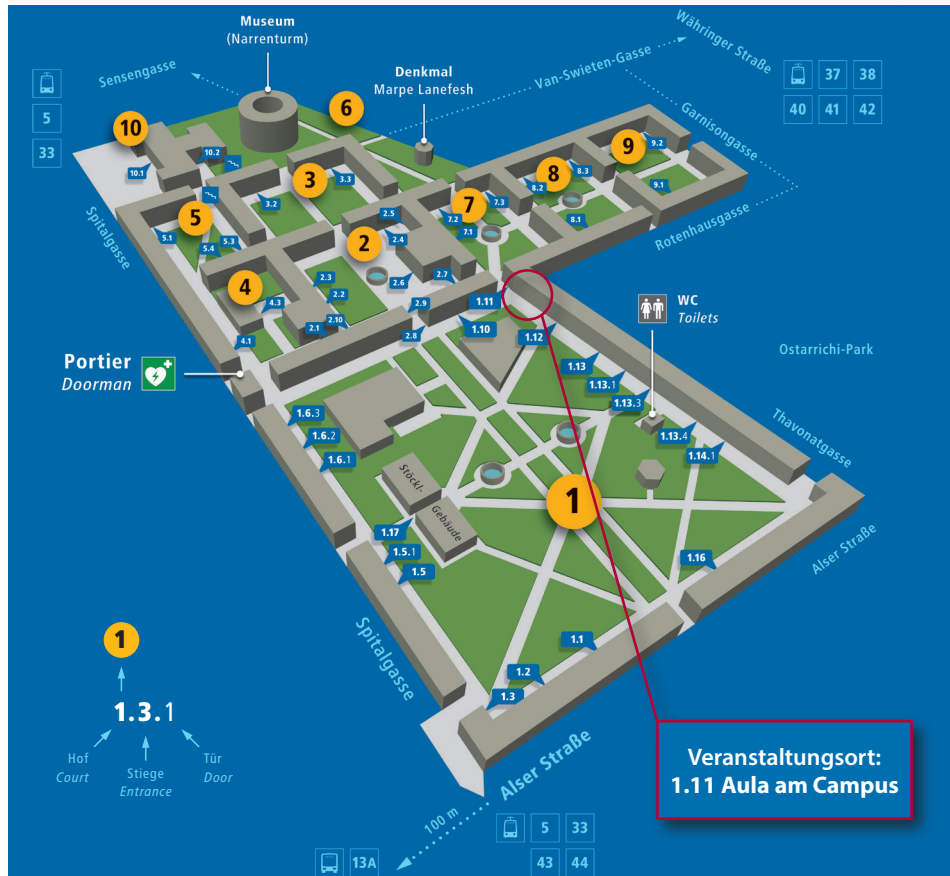 Museum
(Narrenturm)
Sensengasse
Denkmal
Marpe Lanefesh
Van-Swieten-Gasse
Währinger Straße
37 38
40 41 42
5
33
Garnisongasse
6
10
10.2
10.1
9
9.2
9.1
8
8.3
8.2
8.1
Rotenhausgasse
3
3.3
3.2
7
7.3
7.2
7.1
5
5.1
5.3
5.4
2
2.5
2.4
2.6
2.7
2.3
2.2
2.9
2.10
2.1
2.8
4
4.3
4.1
Spitalgasse
Portier
Doorman
WC
Toilets
Ostarrichi-Park
1.11
1.10
1.12
1.13
1.13.1
1.13.3
1.13.4
1.14.1
Thavonatgasse
1.6.3
1.6.2
1.6.1
Stöckl-
Gebäude
1
1.17
1.5.1
1.5
1.16
Alser Straße
Spitalgasse
1.1
1.2
1.3
1
1.3.1
Hof
Court
Stiege
Entrance
Tür
Door
Veranstaltungsort:
1.11 Aula am Campus
Alser Straße
100 m
13A
5 33
43 44